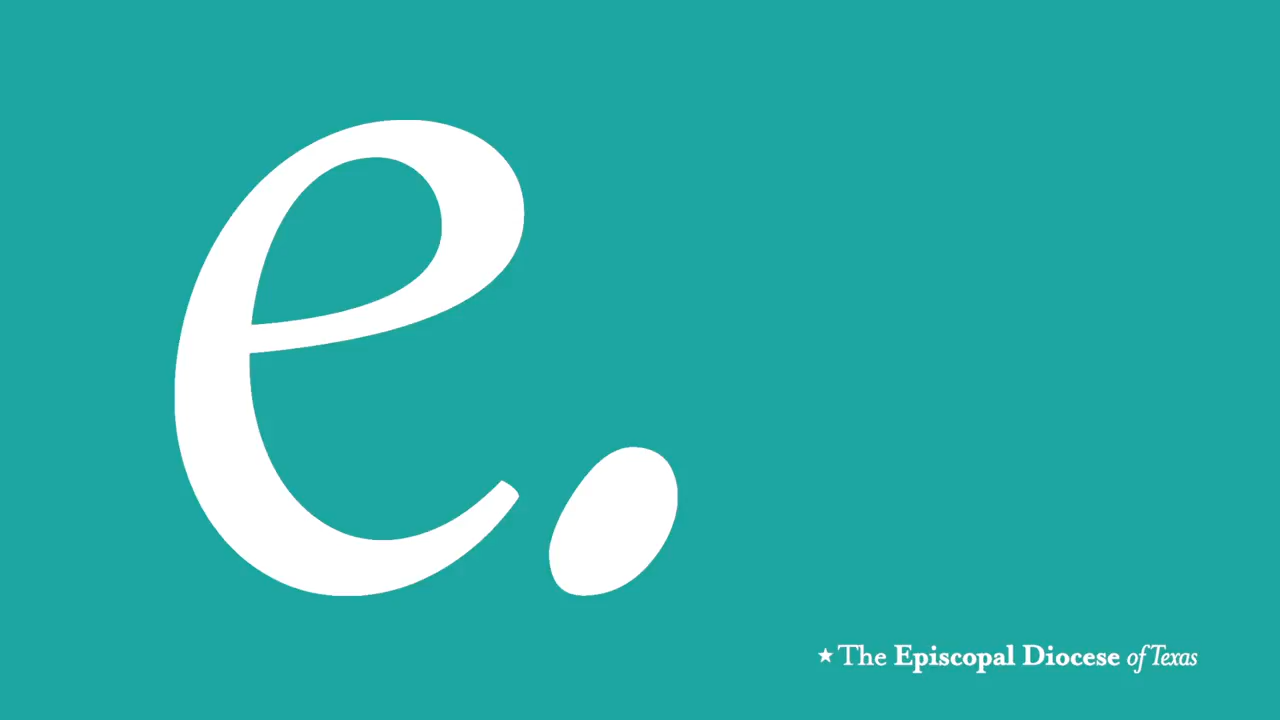 e.
★The Episcopal Diocese of Texas